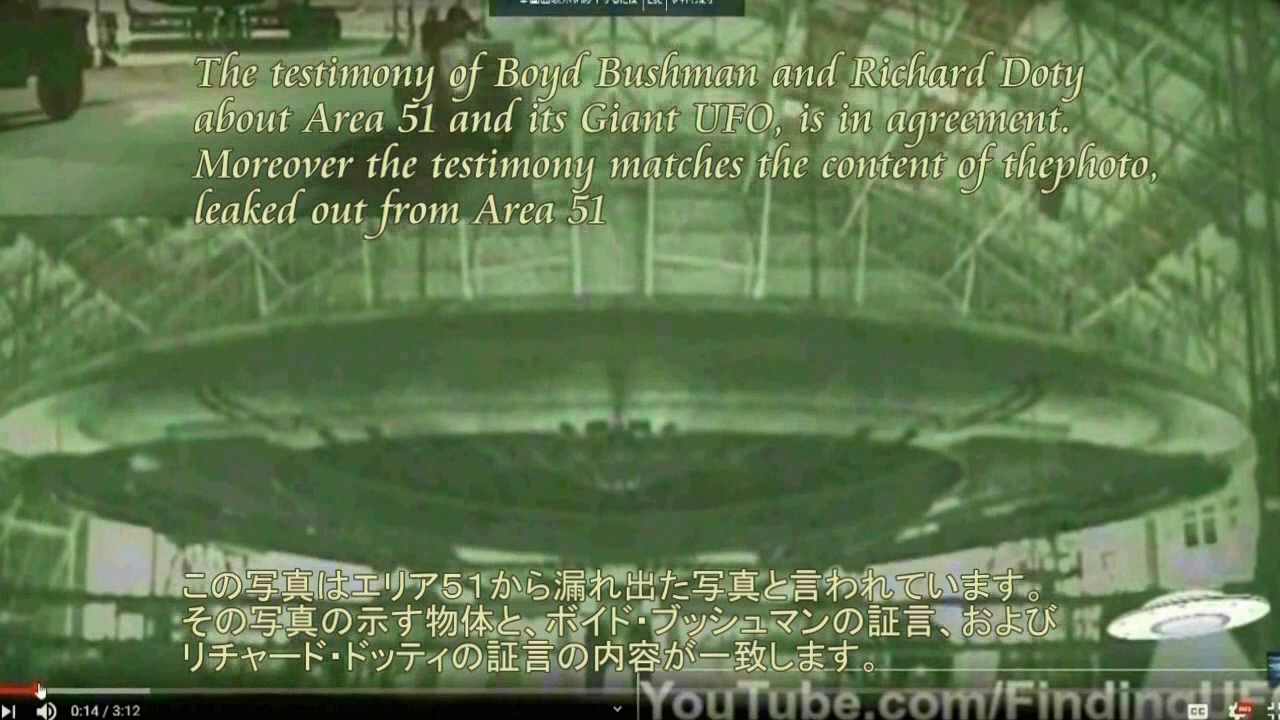 The testimony of Boyd Bushman and Richard Doty
about Area 51 and its Giant UFO, is in agreement.
Moreover the testimony matches the content of thephoto,
leaked out from Area 51
この写真はエリア５１から漏れ出た写真と言われています。
その写真の示す物体と、ボイド・ブッシュマンの証言、および
リチャード・ドッティの証言の内容が一致します。
YouTube.com/FindingUFO
0:14 / 3:12
CC